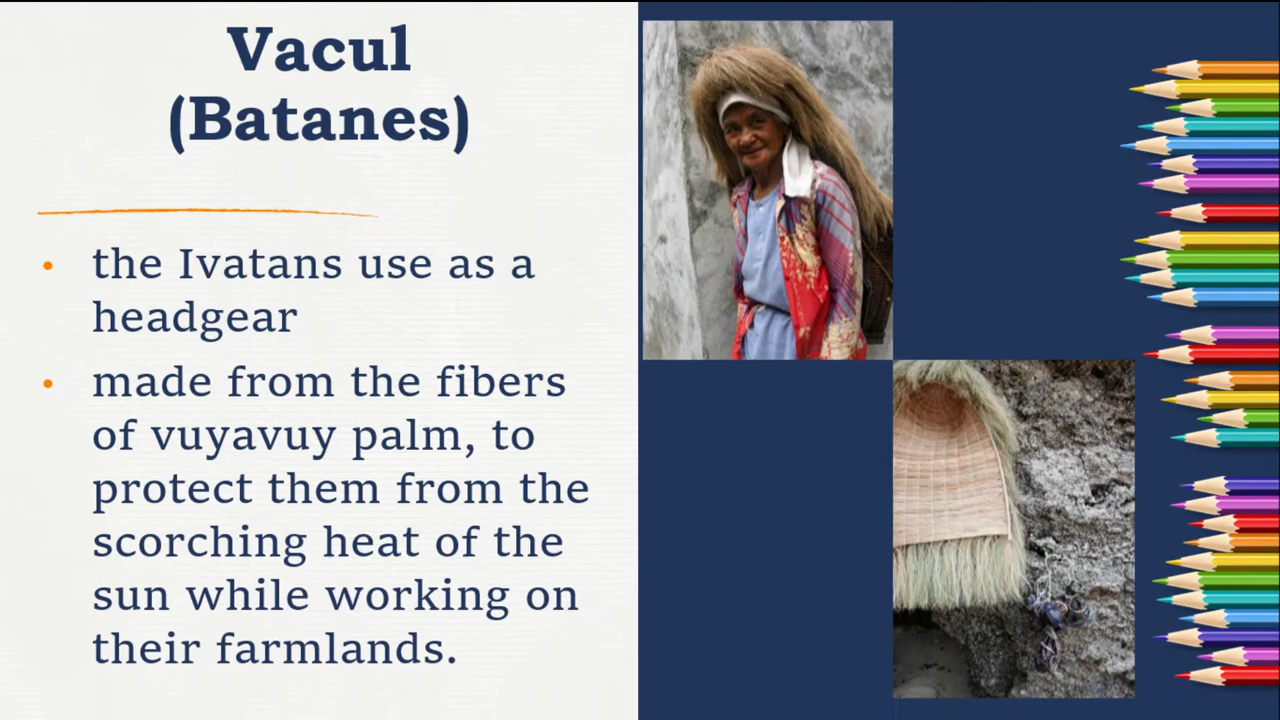 Vacul
(Batanes)
• the Ivatans use as a
headgear
• made from the fibers
of vuyavuy palm, to
protect them from the
scorching heat of the
sun while working on
their farmlands.